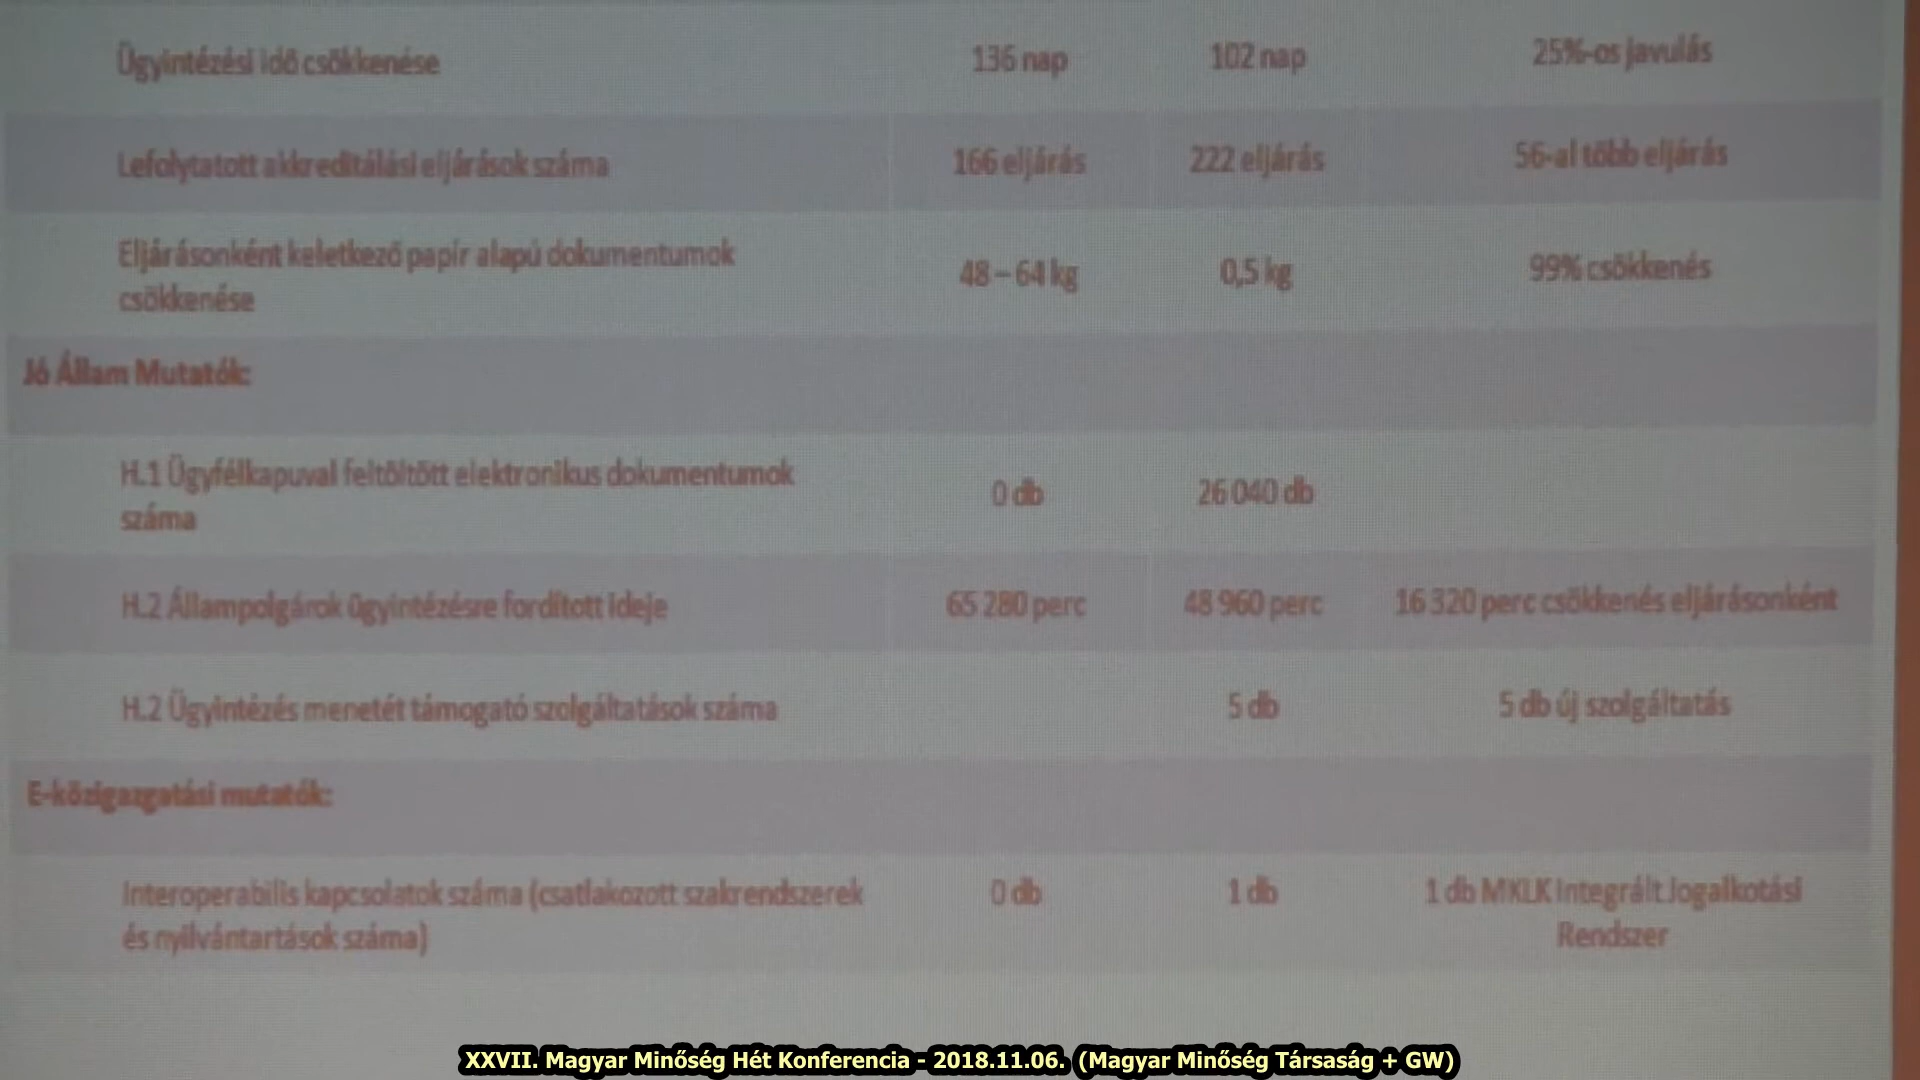 Ügyintézési idő csökkenése 136 nap 102 nap 25%-os javulás
Lefolytatott akkreditálási eljárások száma 166 eljárás 222 eljárás 56-al több eljárás
Eljárásonként keletkező papír alapú dokumentumok
csökkenése 48 – 64 kg 0,5 kg 99% csökkenés
Jó Állam Mutatók:
H.1 Ügyfélkapuval feltöltött elektronikus dokumentumok
száma 0 db 26 040 db
H.2 Állampolgárok ügyintézésre fordított ideje 65 280 perc 48 960 perc 16 320 perc csökkenés eljárásonként
H.2 Ügyintézés menetét támogató szolgáltatások száma 5 db 5 db új szolgáltatás
E-közigazgatási mutatók:
Interoperabilis kapcsolatok száma (csatlakozott szakrendszerek 0 db 1 db 1 db MKLK Integrált Jogalkotási
és nyilvántartások száma) Rendszer
XXVII. Magyar Minőség Hét Konferencia - 2018.11.06. (Magyar Minőség Társaság + GW)